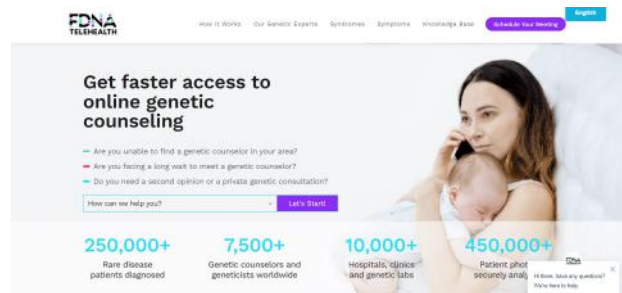 FDNA
TELEHEALTH
How It Works Our Genetic Experts Syndromes Symptoms Knowledge Base Schedule Your Meeting
English
Get faster access to
online genetic
counseling
Are you unable to find a genetic counselor in your area?
Are you facing a long wait to meet a genetic counselor?
Do you need a second opinion or a private genetic consultation?
How can we help you? Let's Start!
250,000+ 7,500+ 10,000+ 450,000+
Rare disease Genetic counselors and Hospitals, clinics Patient phot
patients diagnosed geneticists worldwide and genetic labs securely analy
FDNA
Hi there, have any questions?
We're here to help